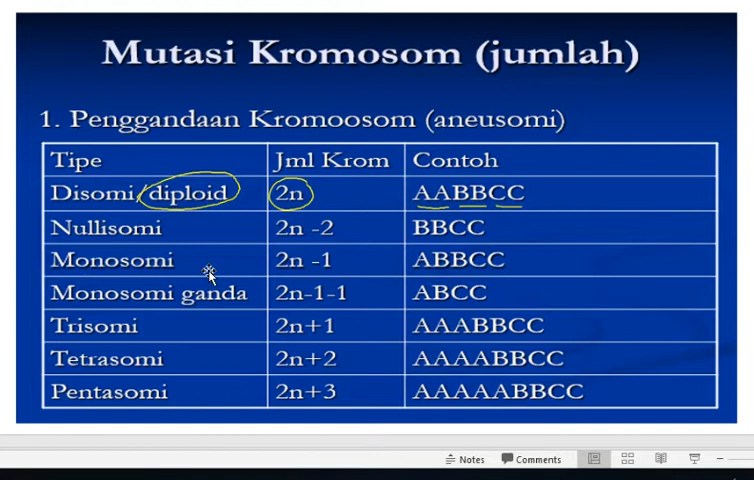 Mutasi Kromosom (jumlah)
1. Penggandaan Kromoosom (aneusomi)
Tipe Jml Krom Contoh
Disomi/diploid 2n AABBCC
Nullisomi 2n -2 BBCC
Monosomi 2n -1 ABBCC
Monosomi ganda 2n-1-1 ABCC
Trisomi 2n+1 AAABBCC
Tetrasomi 2n+2 AAAABBCC
Pentasomi 2n+3 AAAAABBCC
Notes Comments